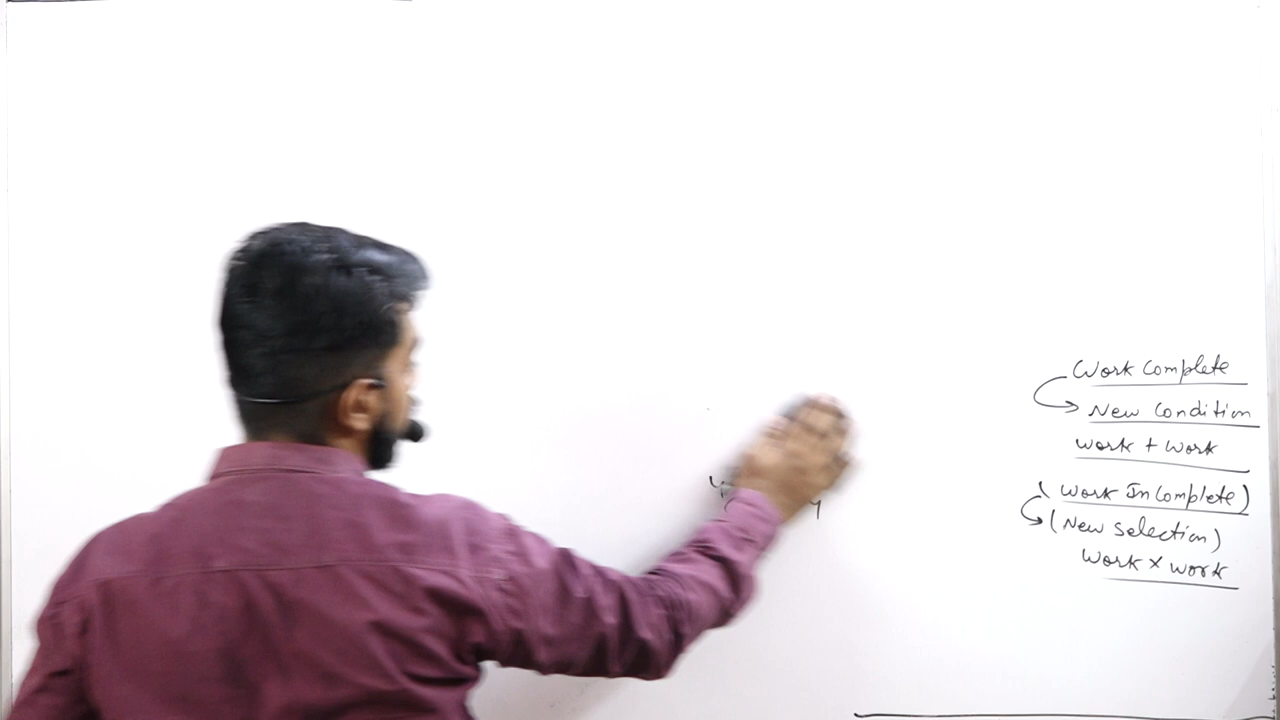 Work Complete
New Condition
Work + Work
(Work InComplete)
(New Selection)
Work × Work